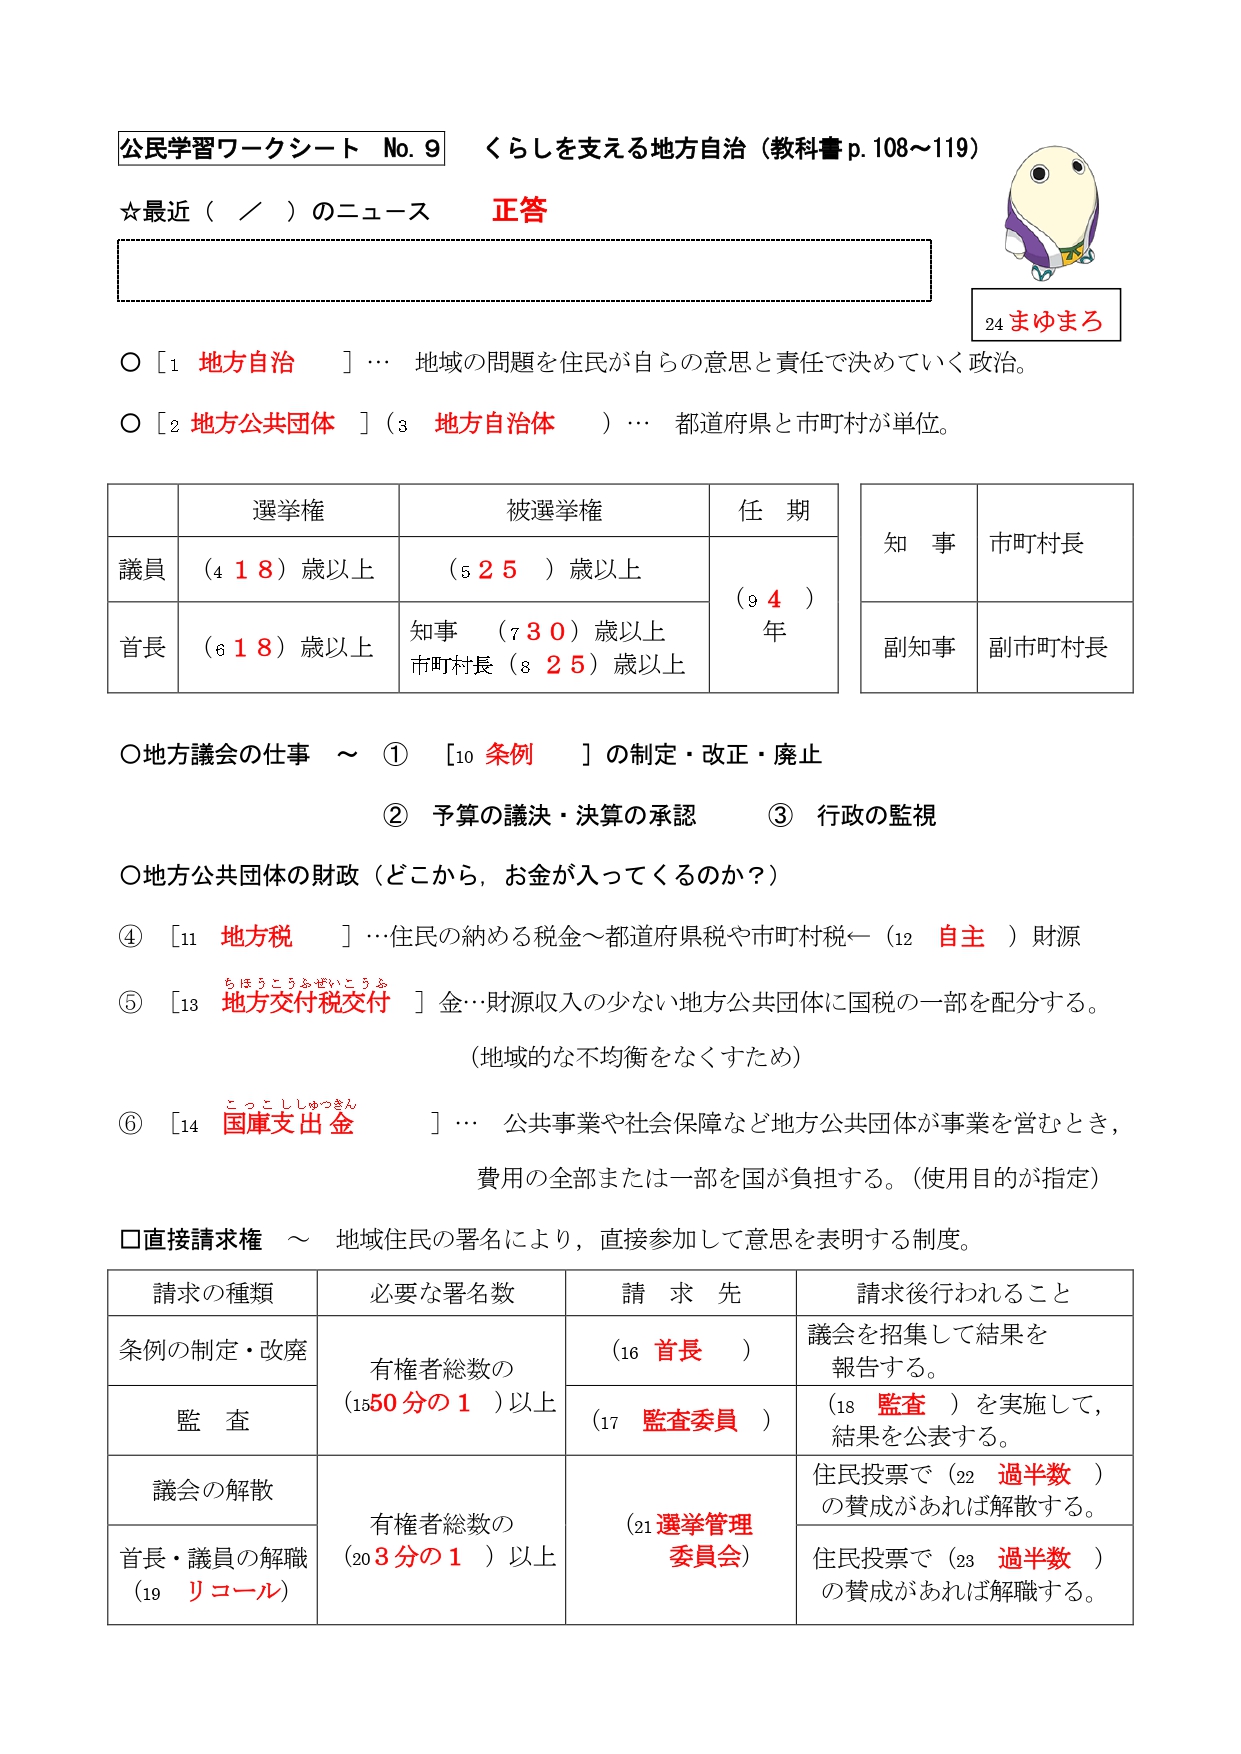 公民学習ワークシート　No.９　くらしを支える地方自治（教科書p.108～119）
☆最近（　／　）のニュース　　正答
24 まゆまろ
○［1　地方自治　　］…　地域の問題を住民が自らの意思と責任で決めていく政治。
○［2 地方公共団体　］（3　地方自治体　　）…　都道府県と市町村が単位。
選挙権　被選挙権　任　期
議員　（4 １８）歳以上　（5 ２５　）歳以上
首長　（6 １８）歳以上　知事　（7 ３０）歳以上
市町村長（8 ２５）歳以上
（9 ４　）
年
知　事　市町村長
副知事　副市町村長
○地方議会の仕事　～　①　［10 条例　　］の制定・改正・廃止
②　予算の議決・決算の承認　　　③　行政の監視
○地方公共団体の財政（どこから，お金が入ってくるのか？）
④　［11　地方税　　］…住民の納める税金～都道府県税や市町村税←（12　自主　）財源
ちほうこうふぜいこうふ
⑤　［13　地方交付税交付　］金…財源収入の少ない地方公共団体に国税の一部を配分する。
（地域的な不均衡をなくすため）
こっこししゅつきん
⑥　［14　国庫支出金　　　］…　公共事業や社会保障など地方公共団体が事業を営むとき，
費用の全部または一部を国が負担する。（使用目的が指定）
□直接請求権　～　地域住民の署名により，直接参加して意思を表明する制度。
請求の種類　必要な署名数　請　求　先　請求後行われること
条例の制定・改廃　有権者総数の
（15 50分の１　）以上　（16　首長　）　議会を招集して結果を
報告する。
監　査　（17　監査委員　）　（18　監査　）を実施して，
結果を公表する。
議会の解散　有権者総数の
（20３分の１　）以上　（21選挙管理
委員会）　住民投票で（22　過半数　）
の賛成があれば解散する。
首長・議員の解職
（19　リコール）　住民投票で（23　過半数　）
の賛成があれば解職する。